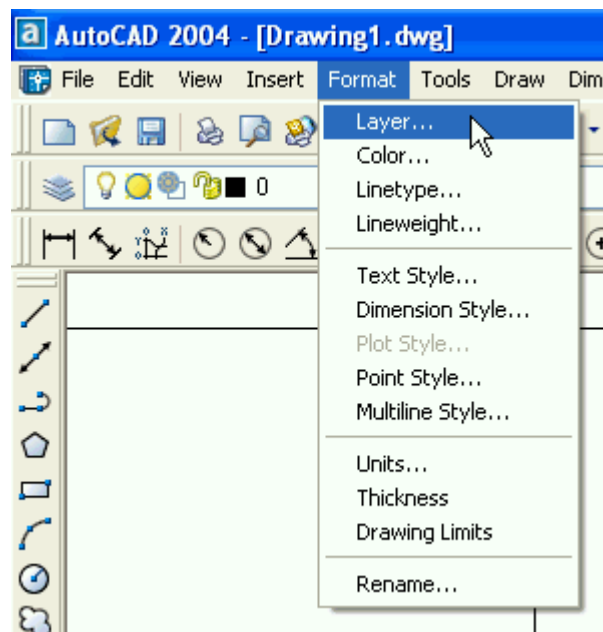 a AutoCAD 2004 - [Drawing1.dwg]
File Edit View Insert Format Tools Draw Dim
Layer...
Color...
0
Linetype...
Lineweight...
Text Style...
Dimension Style...
Plot Style...
Point Style...
Multiline Style...
Units...
Thickness
Drawing Limits
Rename...